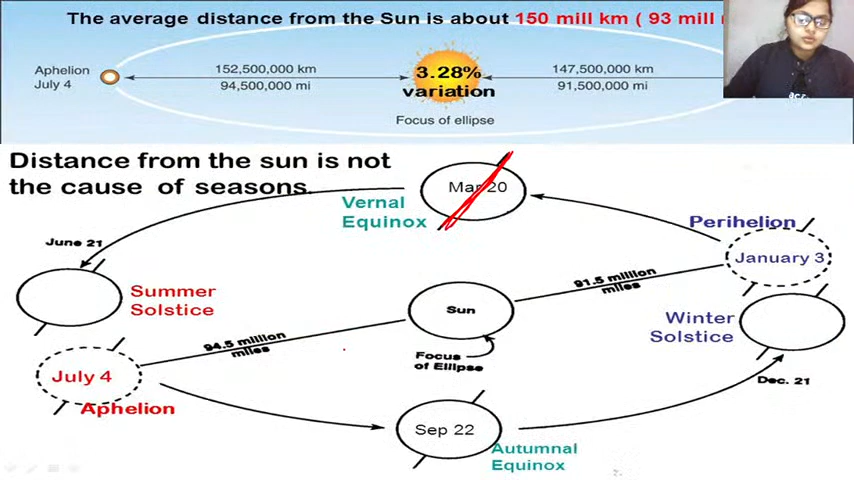 The average distance from the Sun is about 150 mill km ( 93 mill
Aphelion
July 4
152,500,000 km
94,500,000 mi
3.28%
variation
147,500,000 km
91,500,000 mi
Focus of ellipse
Distance from the sun is not
the cause of seasons.
Mar 20
Vernal
Equinox
June 21
Perihelion
January 3
Summer
Solstice
91.5 million
miles
Sun
Winter
Solstice
94.5 million
miles
Focus
of Ellipse
July 4
Aphelion
Dec. 21
Sep 22
Autumnal
Equinox